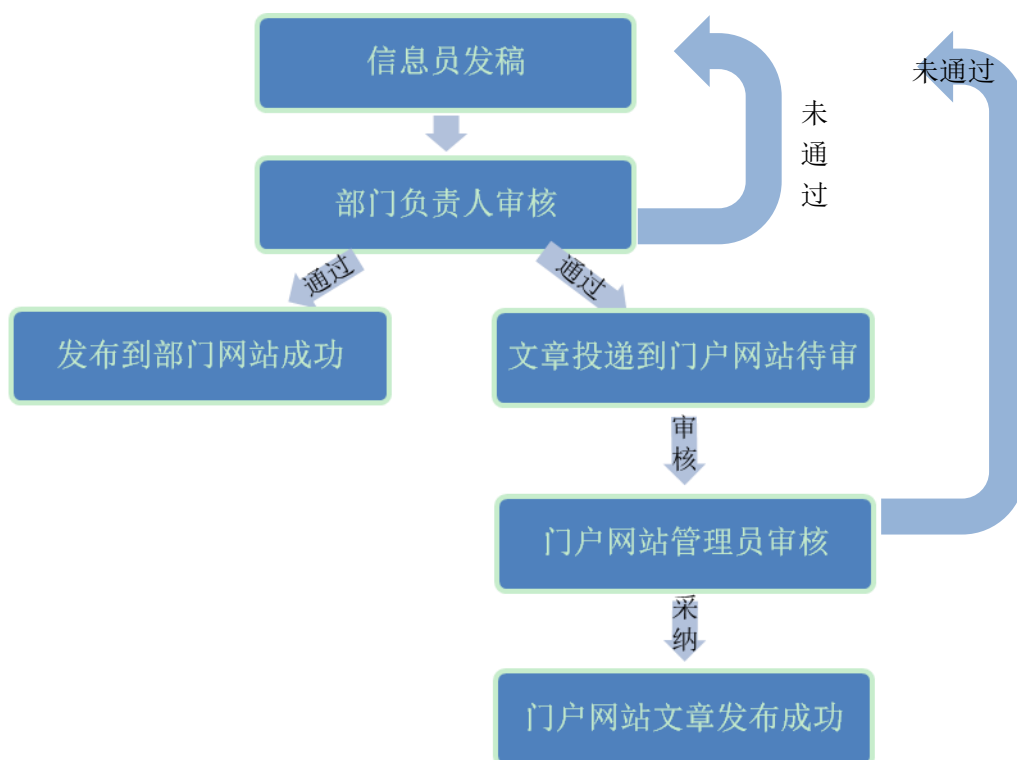 信息员发稿
未通过
未
通
过
部门负责人审核
通过
通过
发布到部门网站成功
文章投递到门户网站待审
审
核
门户网站管理员审核
采
纳
门户网站文章发布成功